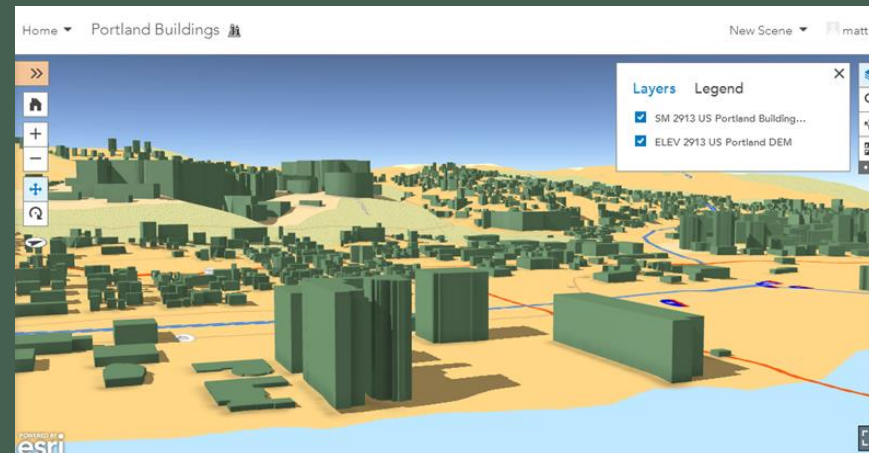 Home Portland Buildings New Scene matt
Layers Legend
SM 2913 US Portland Building...
ELEV 2913 US Portland DEM
POWERED BY
esri